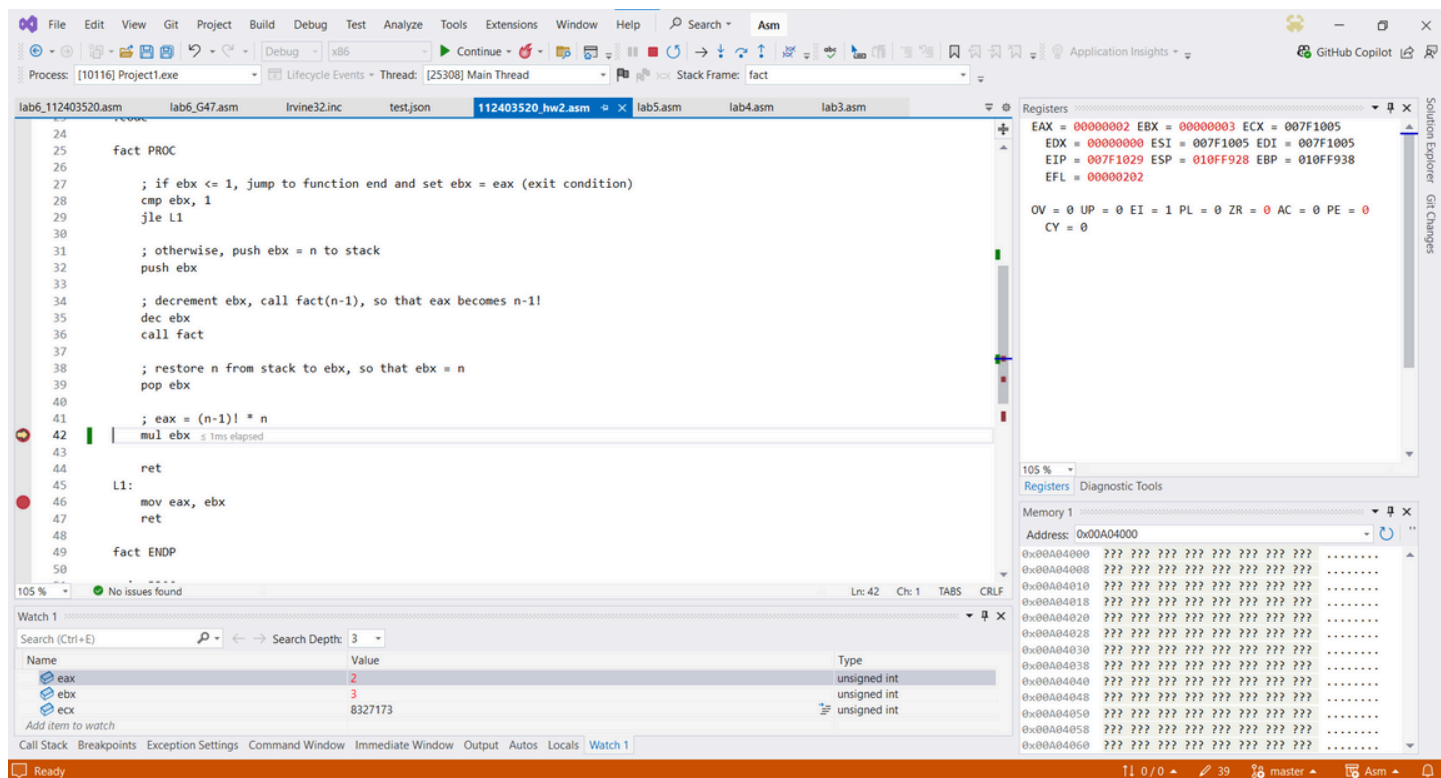 File Edit View Git Project Build Debug Test Analyze Tools Extensions Window Help Search Asm
Debug x86 Continue Application Insights GitHub Copilot
Process: [10116] Project1.exe Lifecycle Events Thread: [25308] Main Thread Stack Frame: fact
lab6_112403520.asm lab6_G47.asm Irvine32.inc test.json 112403520_hw2.asm lab5.asm lab4.asm lab3.asm
24
25 fact PROC
26
27 ; if ebx <= 1, jump to function end and set ebx = eax (exit condition)
28 cmp ebx, 1
29 jle L1
30
31 ; otherwise, push ebx = n to stack
32 push ebx
33
34 ; decrement ebx, call fact(n-1), so that eax becomes n-1!
35 dec ebx
36 call fact
37
38 ; restore n from stack to ebx, so that ebx = n
39 pop ebx
40
41 ; eax = (n-1)! * n
42 mul ebx ≤ 1ms elapsed
43
44 ret
45 L1:
46 mov eax, ebx
47 ret
48
49 fact ENDP
50
105 % No issues found Ln: 42 Ch: 1 TABS CRLF
Watch 1
Search (Ctrl+E) Search Depth: 3
Name Value Type
eax 2 unsigned int
ebx 3 unsigned int
ecx 8327173 unsigned int
Add item to watch
Call Stack Breakpoints Exception Settings Command Window Immediate Window Output Autos Locals Watch 1
Registers
EAX = 00000002 EBX = 00000003 ECX = 007F1005
EDX = 00000000 ESI = 007F1005 EDI = 007F1005
EIP = 007F1029 ESP = 010FF928 EBP = 010FF938
EFL = 00000202
OV = 0 UP = 0 EI = 1 PL = 0 ZR = 0 AC = 0 PE = 0
CY = 0
105 %
Registers Diagnostic Tools
Memory 1
Address: 0x00A04000
0x00A04000 ??? ??? ??? ??? ??? ??? ??? ??? ........
0x00A04008 ??? ??? ??? ??? ??? ??? ??? ??? ........
0x00A04010 ??? ??? ??? ??? ??? ??? ??? ??? ........
0x00A04018 ??? ??? ??? ??? ??? ??? ??? ??? ........
0x00A04020 ??? ??? ??? ??? ??? ??? ??? ??? ........
0x00A04028 ??? ??? ??? ??? ??? ??? ??? ??? ........
0x00A04030 ??? ??? ??? ??? ??? ??? ??? ??? ........
0x00A04038 ??? ??? ??? ??? ??? ??? ??? ??? ........
0x00A04040 ??? ??? ??? ??? ??? ??? ??? ??? ........
0x00A04048 ??? ??? ??? ??? ??? ??? ??? ??? ........
0x00A04050 ??? ??? ??? ??? ??? ??? ??? ??? ........
0x00A04058 ??? ??? ??? ??? ??? ??? ??? ??? ........
0x00A04060 ??? ??? ??? ??? ??? ??? ??? ??? ........
Solution Explorer
Git Changes
Ready 0 / 0 39 master Asm